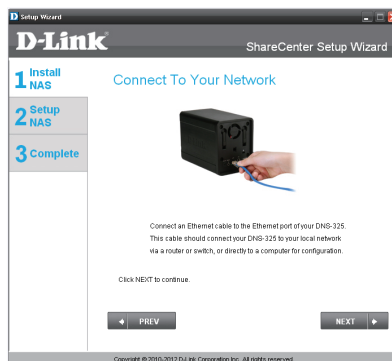 Setup Wizard
D-Link
ShareCenter Setup Wizard
1 Install
NAS
2 Setup
NAS
3 Complete
Connect To Your Network
Connect an Ethernet cable to the Ethernet port of your DNS-325.
This cable should connect your DNS-325 to your local network
via a router or switch, or directly to a computer for configuration.
Click NEXT to continue.
PREV
NEXT
Copyright © 2010-2012 D-Link Corporation Inc. All rights reserved.